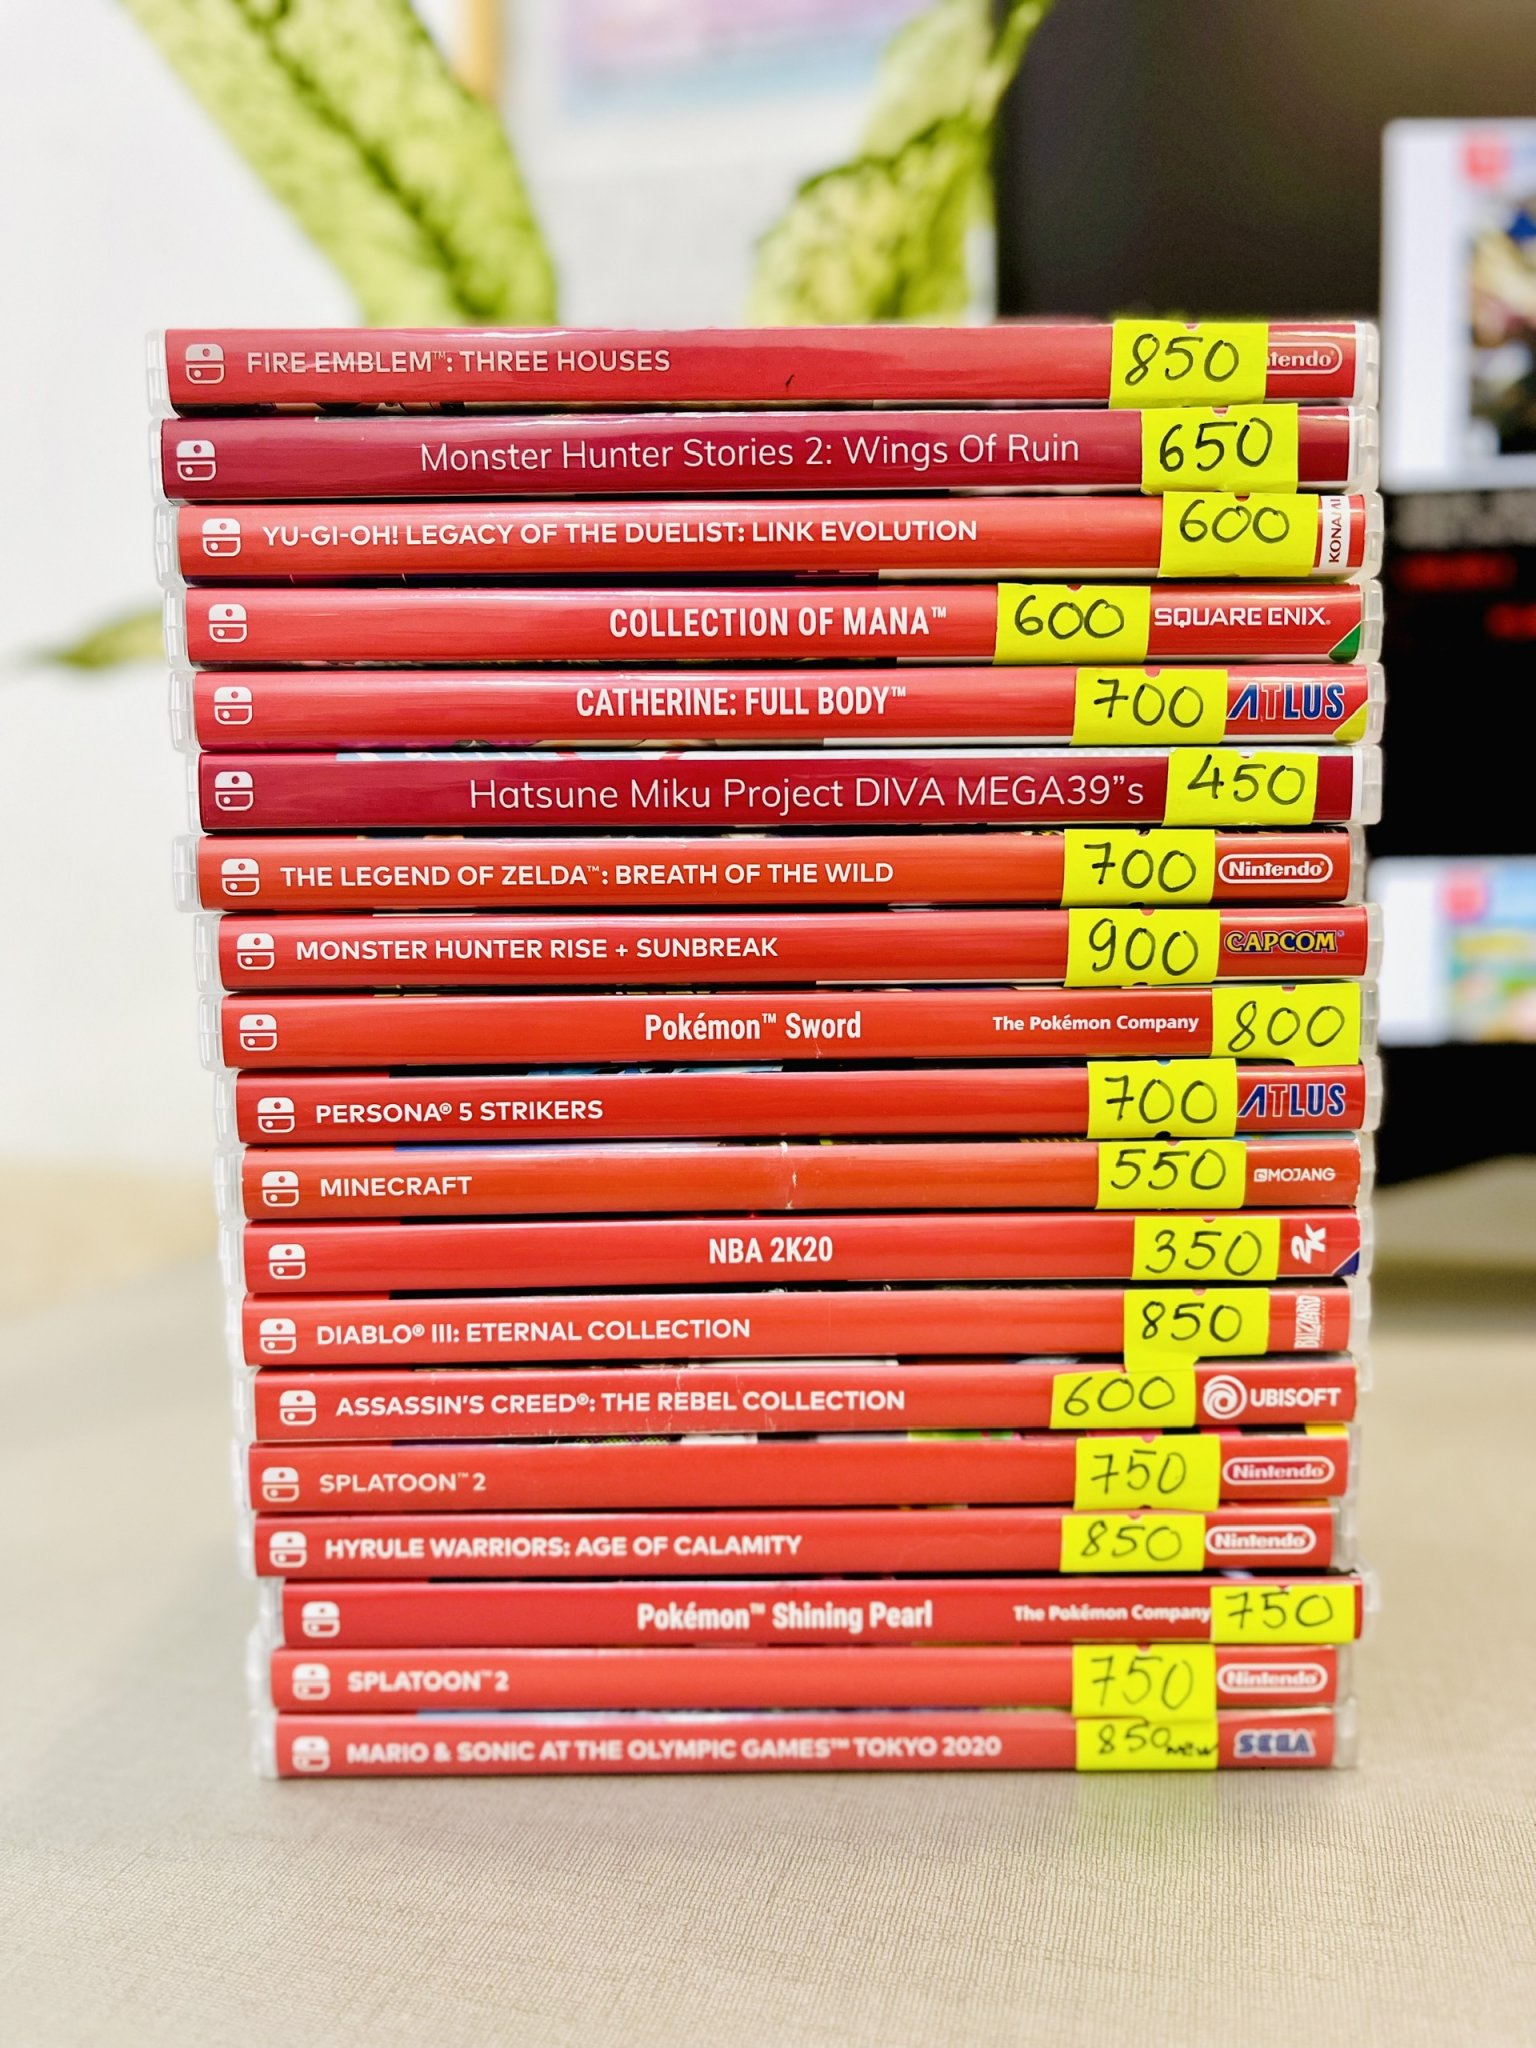 FIRE EMBLEM™: THREE HOUSES 850 ntendo
Monster Hunter Stories 2: Wings Of Ruin 650
YU-GI-OH! LEGACY OF THE DUELIST: LINK EVOLUTION 600 KONAMI
COLLECTION OF MANA™ 600 SQUARE ENIX.
CATHERINE: FULL BODY™ 700 ATLUS
Hatsune Miku Project DIVA MEGA39”s 450
THE LEGEND OF ZELDA™: BREATH OF THE WILD 700 Nintendo®
MONSTER HUNTER RISE + SUNBREAK 900 CAPCOM®
Pokémon™ Sword The Pokémon Company 800
PERSONA® 5 STRIKERS 700 ATLUS
MINECRAFT 550 MOJANG
NBA 2K20 350 2K
DIABLO® III: ETERNAL COLLECTION 850 BLIZZARD
ASSASSIN'S CREED®: THE REBEL COLLECTION 600 UBISOFT
SPLATOON™ 2 750 Nintendo®
HYRULE WARRIORS: AGE OF CALAMITY 850 Nintendo®
Pokémon™ Shining Pearl The Pokémon Company 750
SPLATOON™ 2 750 Nintendo®
MARIO & SONIC AT THE OLYMPIC GAMES™ TOKYO 2020 850 new SEGA